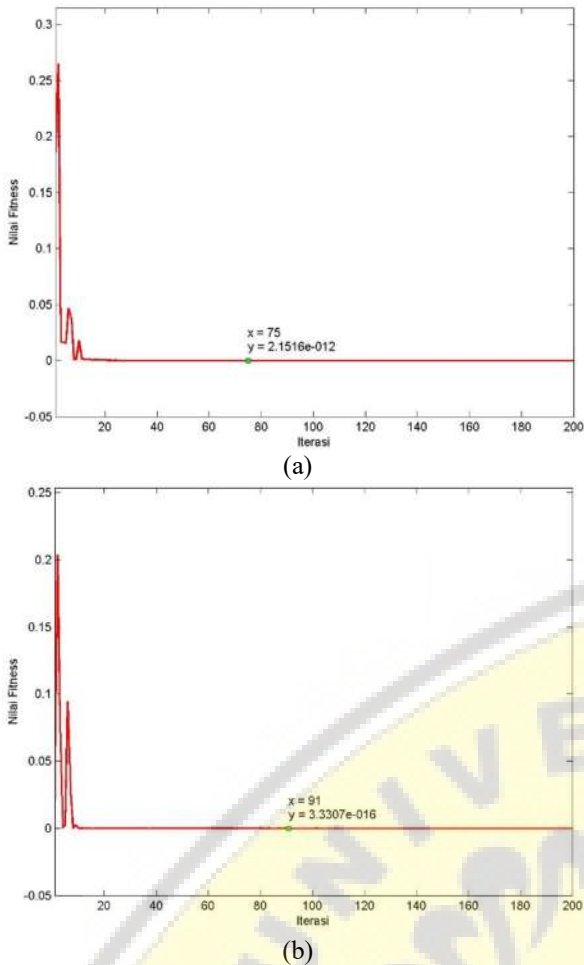 0.3
0.25
0.2
0.15
0.1
0.05
0
-0.05
Nilai Fitness
x = 75
y = 2.1516e-012
20 40 60 80 100 120 140 160 180 200
Iterasi
(a)
0.25
0.2
0.15
0.1
0.05
0
-0.05
Nilai Fitness
x = 91
y = 3.3307e-016
20 40 60 80 100 120 140 160 180 200
Iterasi
(b)
NIVE